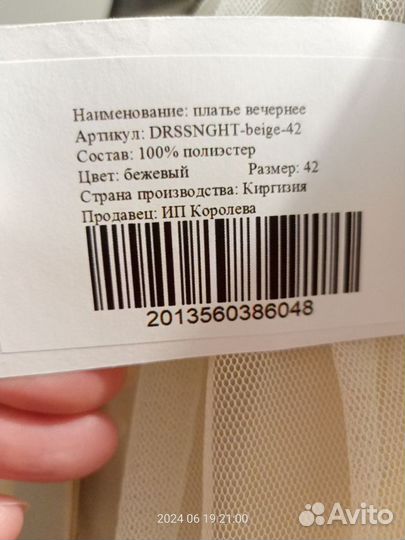 Наименование: платье вечернее
Артикул: DRSSNGHT-beige-42
Состав: 100% полиэстер
Цвет: бежевый Размер: 42
Страна производства: Киргизия
Продавец: ИП Королева
2013560386048
2024 06 19 21:00
Avito